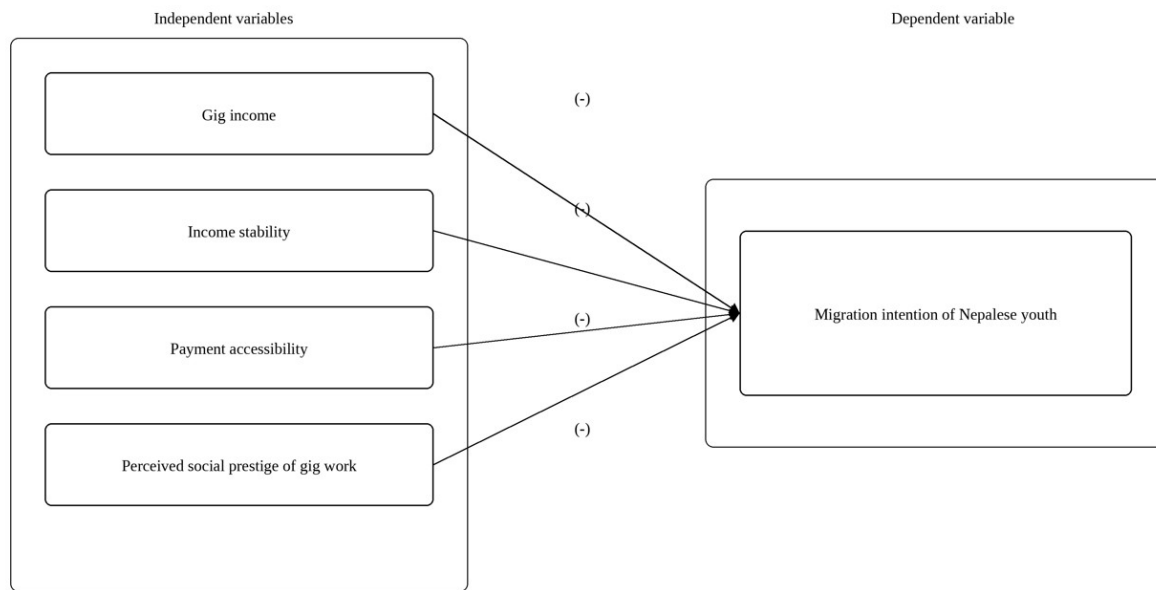 Independent variables
Dependent variable
Gig income
(-)
Income stability
(-)
Payment accessibility
(-)
Migration intention of Nepalese youth
Perceived social prestige of gig work
(-)